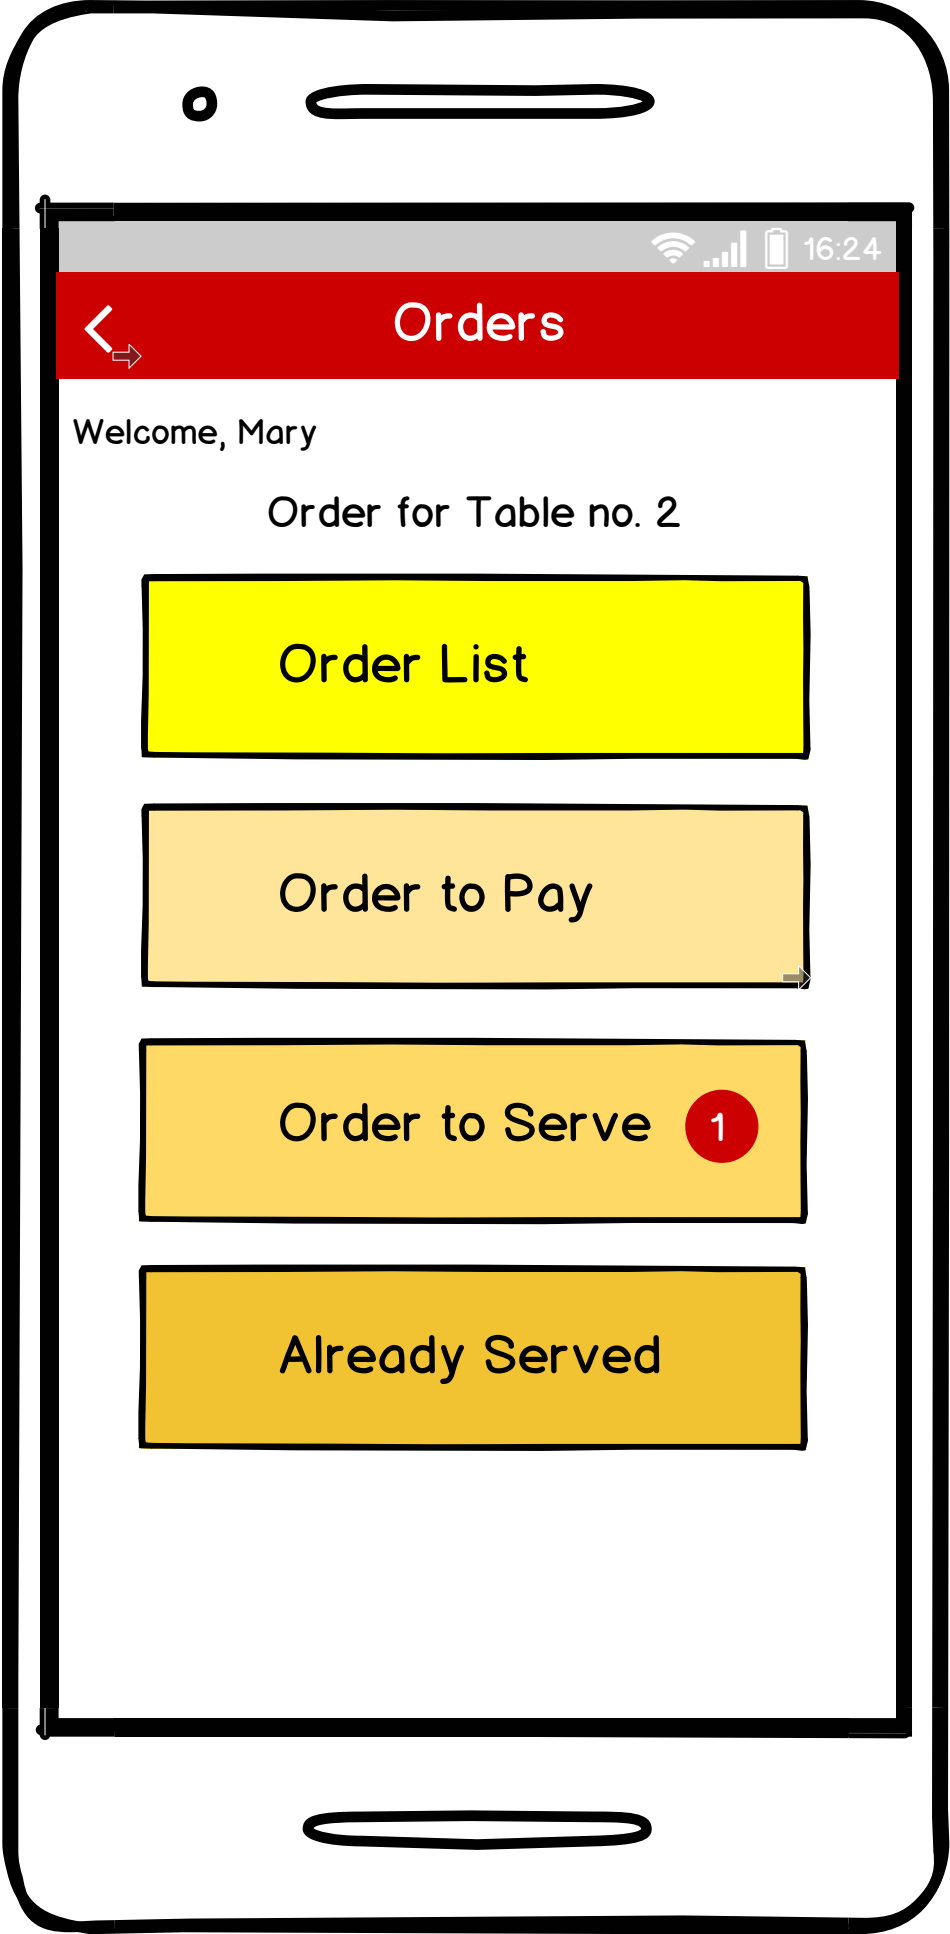 16:24
Orders
Welcome, Mary
Order for Table no. 2
Order List
Order to Pay
Order to Serve 1
Already Served